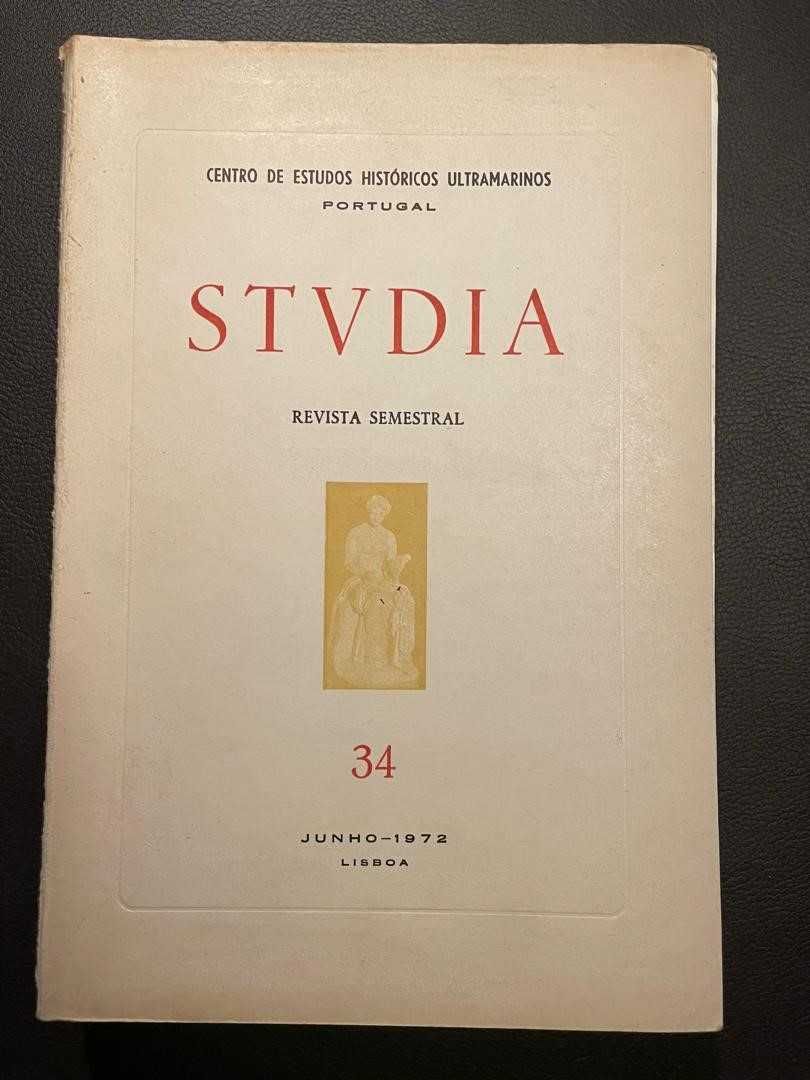 CENTRO DE ESTUDOS HISTÓRICOS ULTRAMARINOS
PORTUGAL
STVDIA
REVISTA SEMESTRAL
34
JUNHO-1972
LISBOA